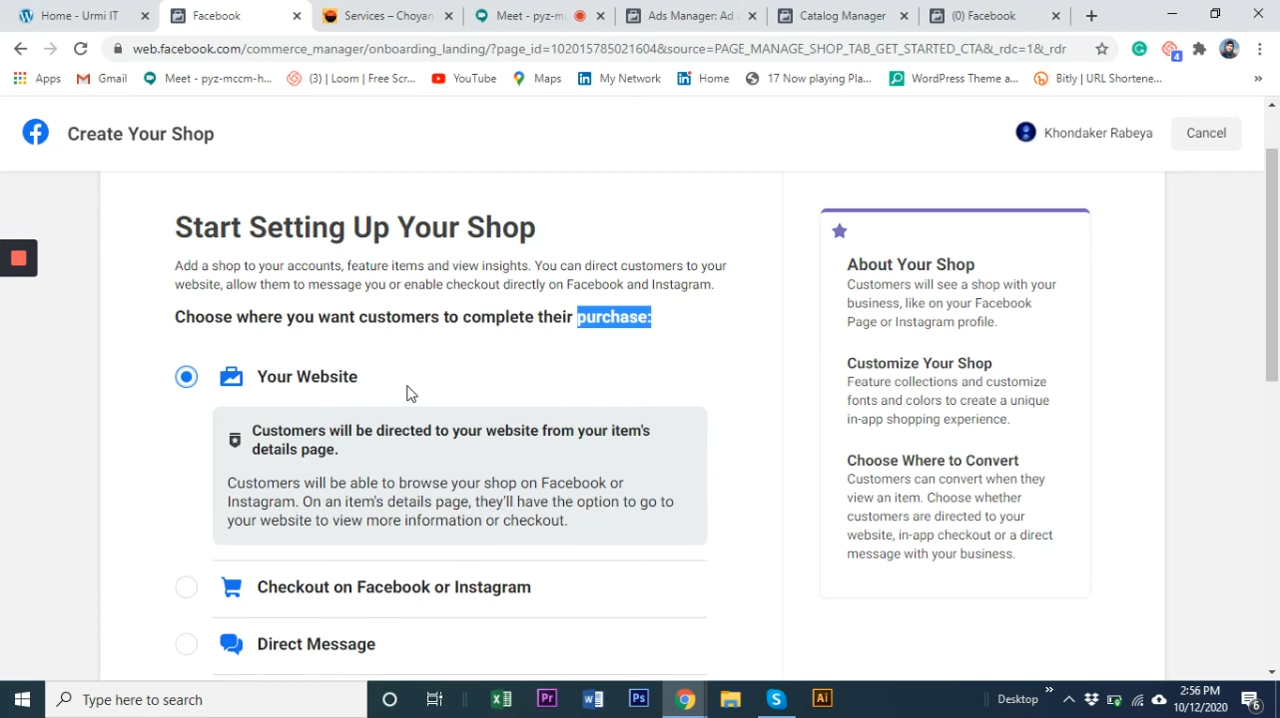 Home - Urmi IT
Facebook
Services – Choyan
Meet - pyz-mc
Ads Manager: Ad
Catalog Manager
(0) Facebook
web.facebook.com/commerce_manager/onboarding_landing/?page_id=102015785021604&source=PAGE_MANAGE_SHOP_TAB_GET_STARTED_CTA&_rdc=1&_rdr
4
Apps
Gmail
Meet - pyz-mccm-h...
(3) | Loom | Free Scr...
YouTube
Maps
My Network
Home
17 Now playing Pla...
WordPress Theme a...
Bitly | URL Shortene...
»
Create Your Shop
Khondaker Rabeya
Cancel
Start Setting Up Your Shop
Add a shop to your accounts, feature items and view insights. You can direct customers to your
website, allow them to message you or enable checkout directly on Facebook and Instagram.
Choose where you want customers to complete their purchase:
Your Website
Customers will be directed to your website from your item's
details page.
Customers will be able to browse your shop on Facebook or
Instagram. On an item's details page, they'll have the option to go to
your website to view more information or checkout.
Checkout on Facebook or Instagram
Direct Message
About Your Shop
Customers will see a shop with your
business, like on your Facebook
Page or Instagram profile.
Customize Your Shop
Feature collections and customize
fonts and colors to create a unique
in-app shopping experience.
Choose Where to Convert
Customers can convert when they
view an item. Choose whether
customers are directed to your
website, in-app checkout or a direct
message with your business.
Type here to search
Pr
Ps
Ai
Desktop
»
2:56 PM
10/12/2020
6